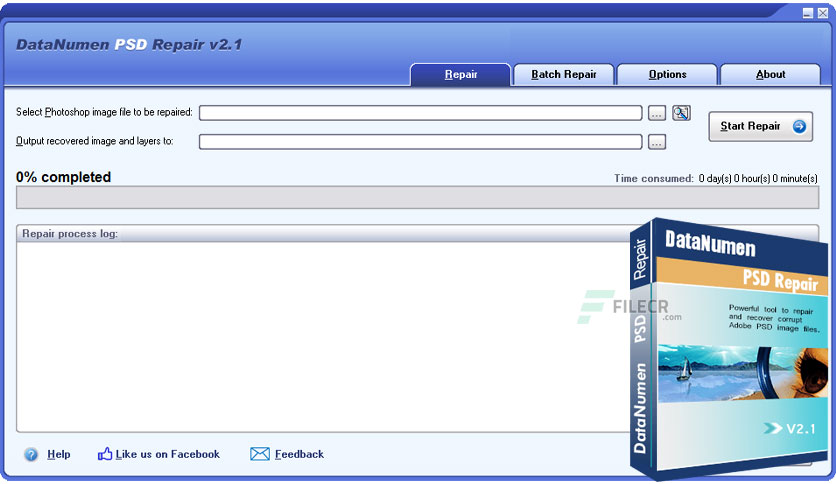 DataNumen PSD Repair v2.1
Repair
Batch Repair
Options
About
Select Photoshop image file to be repaired:
...
Start Repair
Output recovered image and layers to:
...
0% completed
Time consumed: 0 day(s) 0 hour(s) 0 minute(s)
Repair process log:
FILECR
.com
DataNumen PSD Repair
DataNumen
PSD Repair
Powerful tool to repair
and recover corrupt
Adobe PSD image files.
V2.1
? Help
Like us on Facebook
Feedback